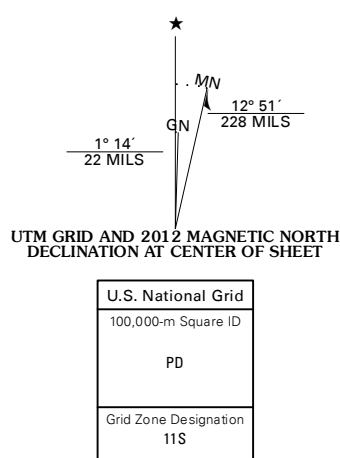 ★
MN
GN
12° 51´
228 MILS
1° 14´
22 MILS
UTM GRID AND 2012 MAGNETIC NORTH
DECLINATION AT CENTER OF SHEET
U.S. National Grid
100,000-m Square ID
PD
Grid Zone Designation
11S